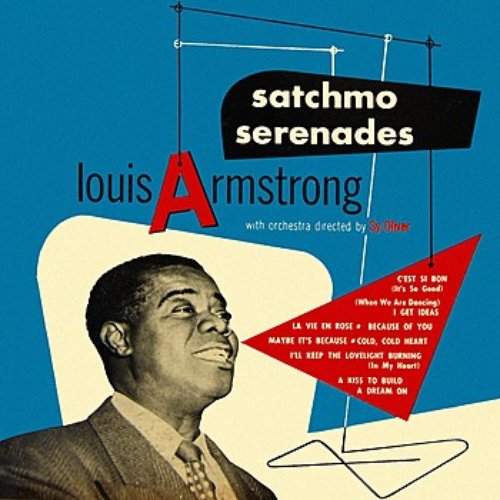 satchmo
serenades
louis Armstrong
with orchestra directed by Sy Oliver
C'EST SI BON
(It's So Good)
(When We Are Dancing)
I GET IDEAS
LA VIE EN ROSE • BECAUSE OF YOU
MAYBE IT'S BECAUSE • COLD, COLD HEART
I'LL KEEP THE LOVELIGHT BURNING
(In My Heart)
A KISS TO BUILD
A DREAM ON